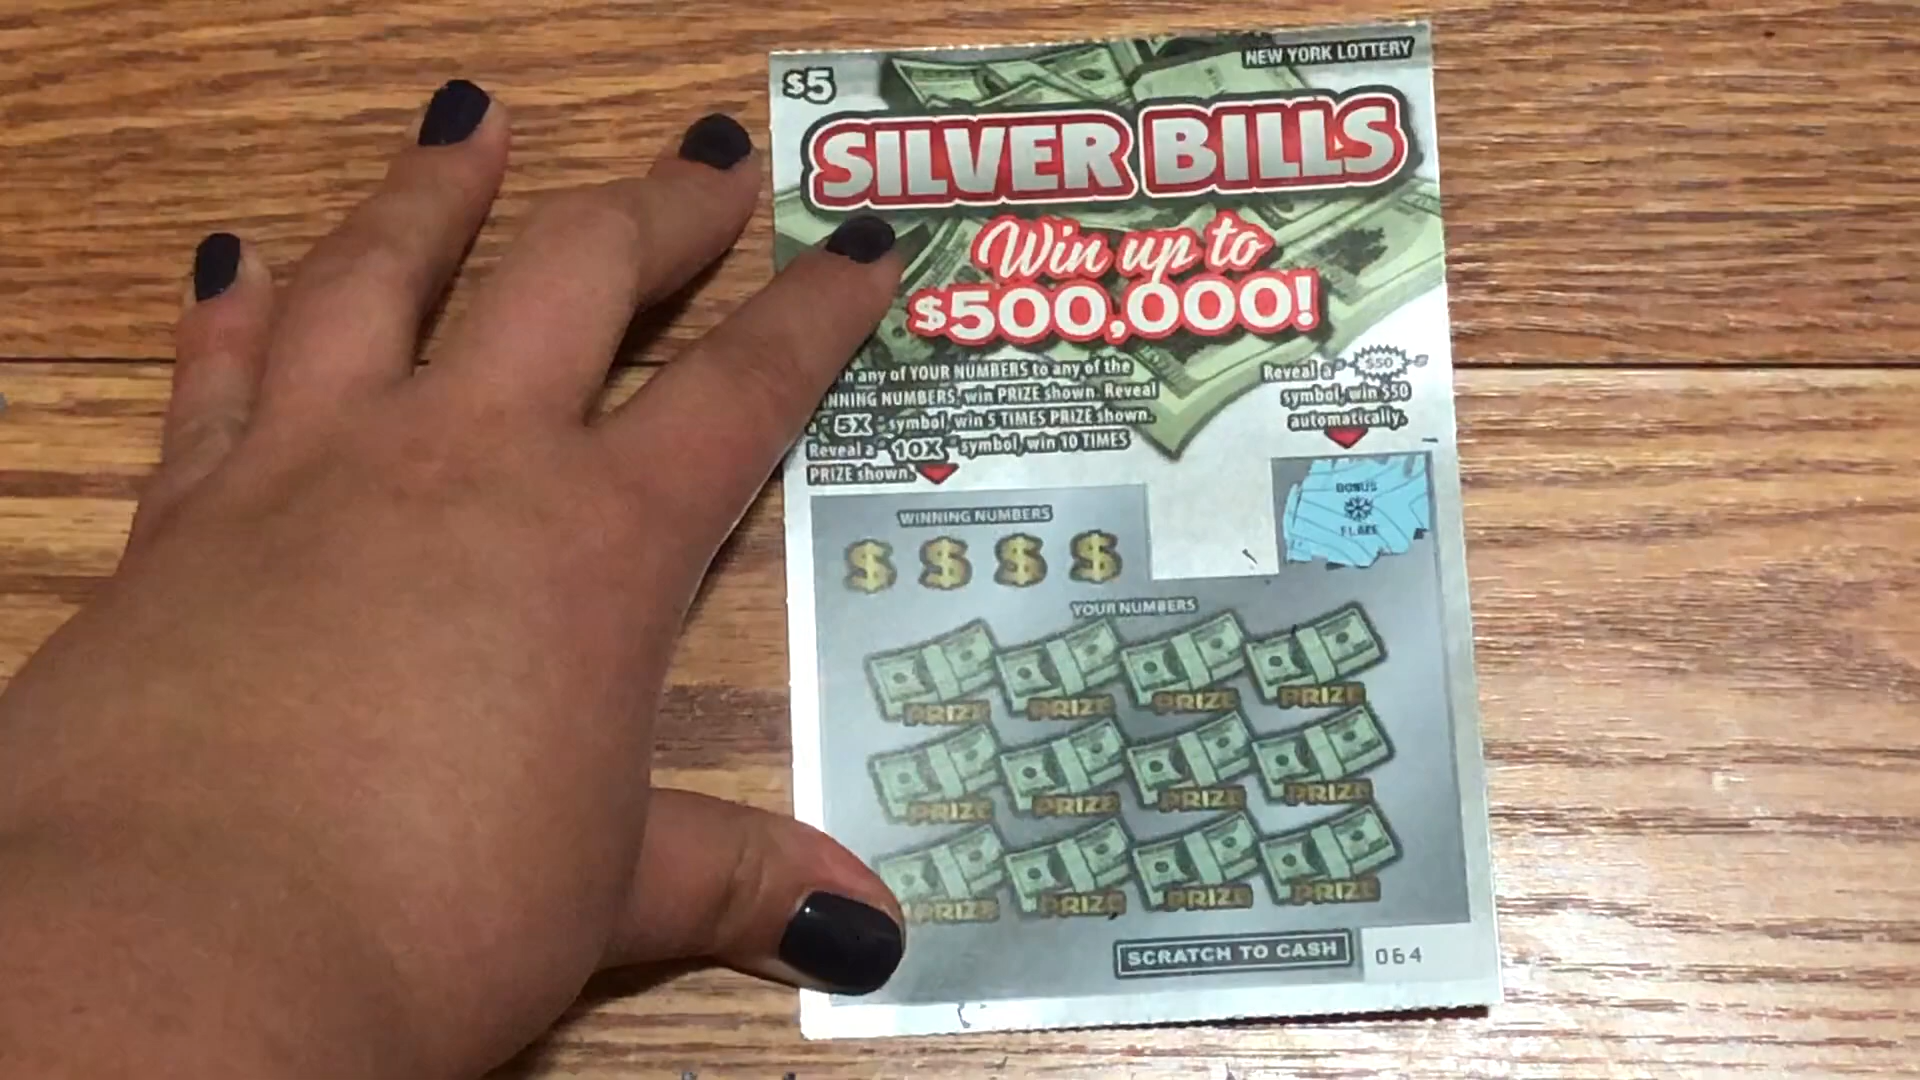 NEW YORK LOTTERY
$5
SILVER BILLS
Win up to
$500,000!
any of YOUR NUMBERS to any of the
NNING NUMBERS, win PRIZE shown. Reveal
a "5X" symbol, win 5 TIMES PRIZE shown.
Reveal a "10X" symbol, win 10 TIMES
PRIZE shown.
Reveal a "$50"
symbol, win $50
automatically.
BONUS
FLAKE
WINNING NUMBERS
$ $ $ $
YOUR NUMBERS
PRIZE PRIZE PRIZE PRIZE
PRIZE PRIZE PRIZE PRIZE
PRIZE PRIZE PRIZE PRIZE
SCRATCH TO CASH
064